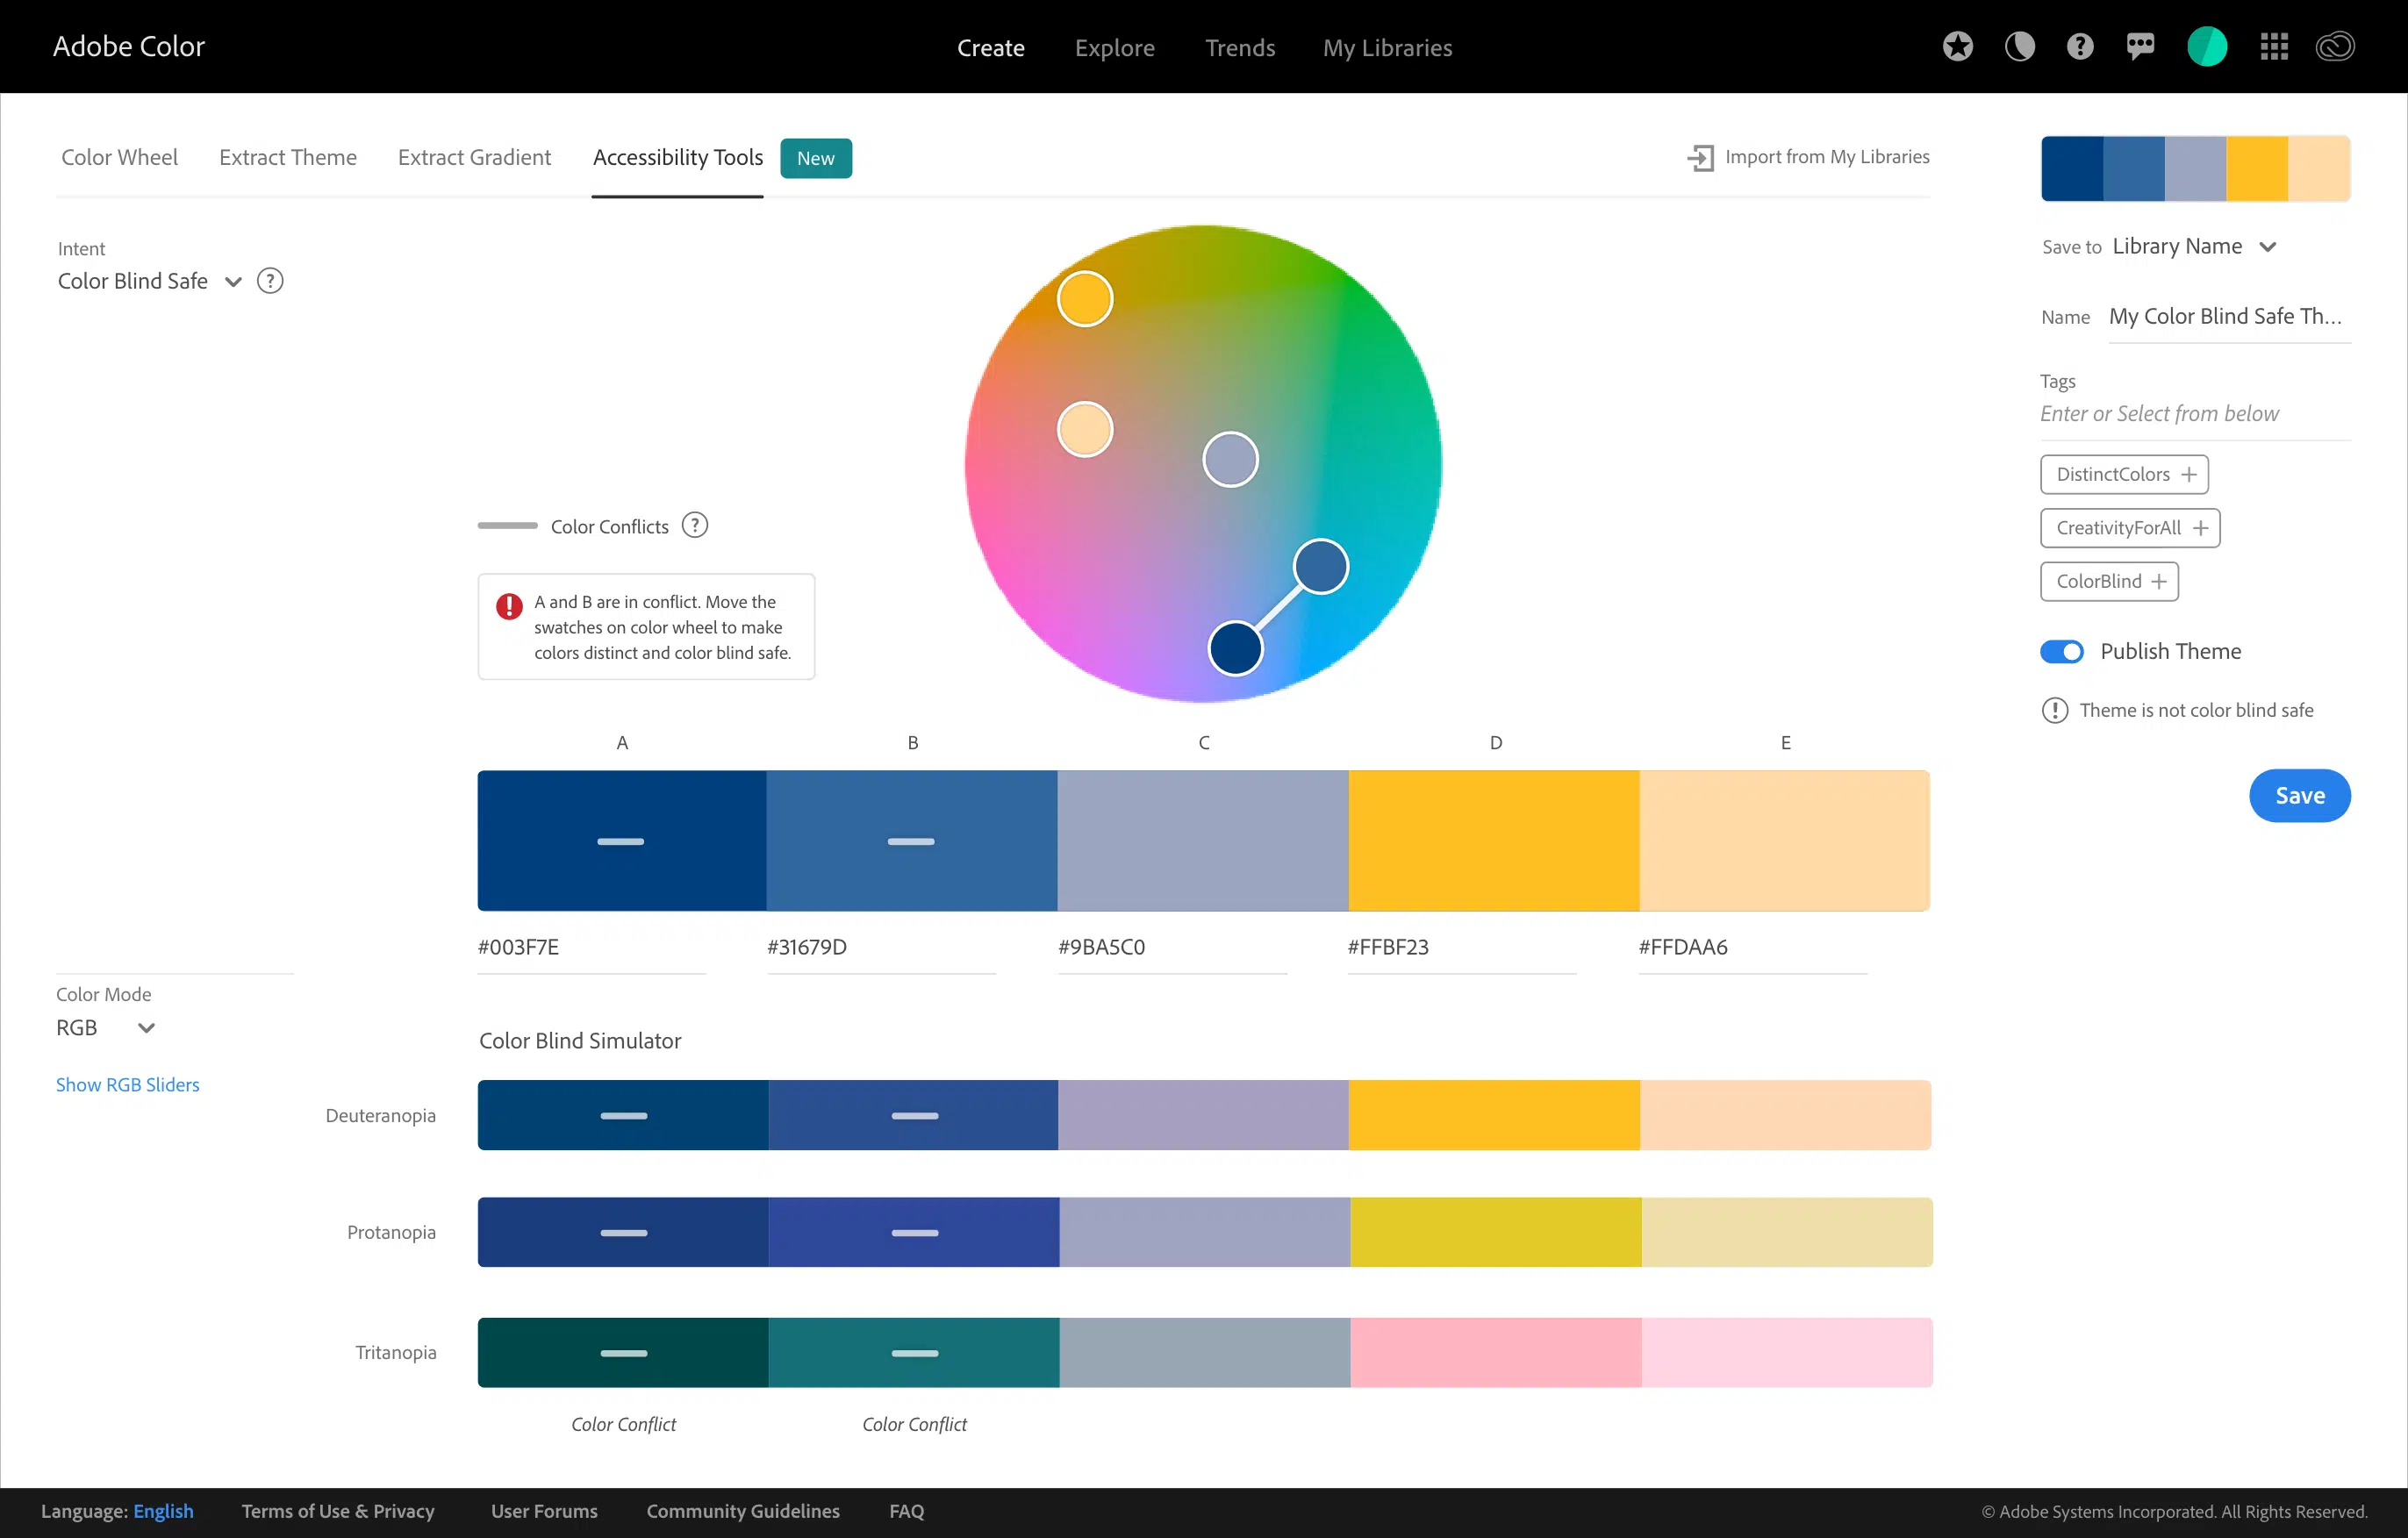 Adobe Color
Create Explore Trends My Libraries
Color Wheel Extract Theme Extract Gradient Accessibility Tools New
Import from My Libraries
Intent
Color Blind Safe
Save to Library Name
Name My Color Blind Safe Th...
Tags
Enter or Select from below
DistinctColors
CreativityForAll
ColorBlind
Publish Theme
Theme is not color blind safe
Save
Color Conflicts
A and B are in conflict. Move the
swatches on color wheel to make
colors distinct and color blind safe.
A B C D E
#003F7E #31679D #9BA5C0 #FFBF23 #FFDAA6
Color Mode
RGB
Show RGB Sliders
Color Blind Simulator
Deuteranopia
Protanopia
Tritanopia
Color Conflict Color Conflict
Language: English Terms of Use & Privacy User Forums Community Guidelines FAQ
© Adobe Systems Incorporated. All Rights Reserved.